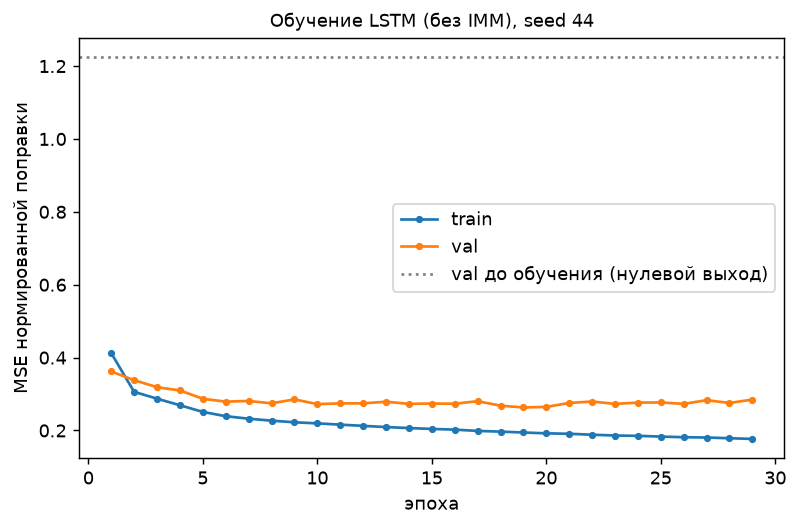 Обучение LSTM (без IMM), seed 44
MSE нормированной поправки
1.2
1.0
0.8
0.6
0.4
0.2
train
val
val до обучения (нулевой выход)
0
5
10
15
20
25
30
эпоха